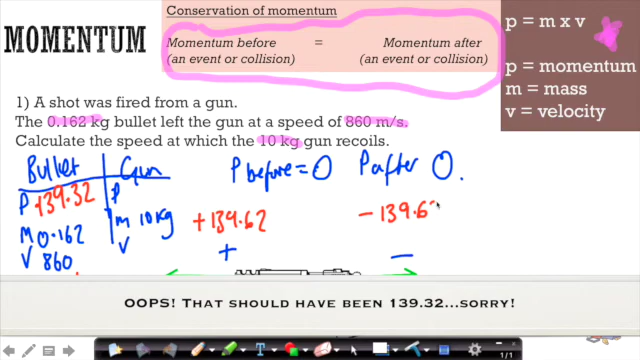 MOMENTUM
Conservation of momentum
Momentum before = Momentum after
(an event or collision) (an event or collision)
p = m x v
p = momentum
m = mass
v = velocity
1) A shot was fired from a gun.
The 0.162 kg bullet left the gun at a speed of 860 m/s.
Calculate the speed at which the 10 kg gun recoils.
Bullet Gun P before = 0 P after 0.
P +139.32 P
M 0.162 m 10kg +139.62 - 139.6
V 860 V + -
OOPS! THAT SHOULD HAVE BEEN 139.32...SORRY!
1/1